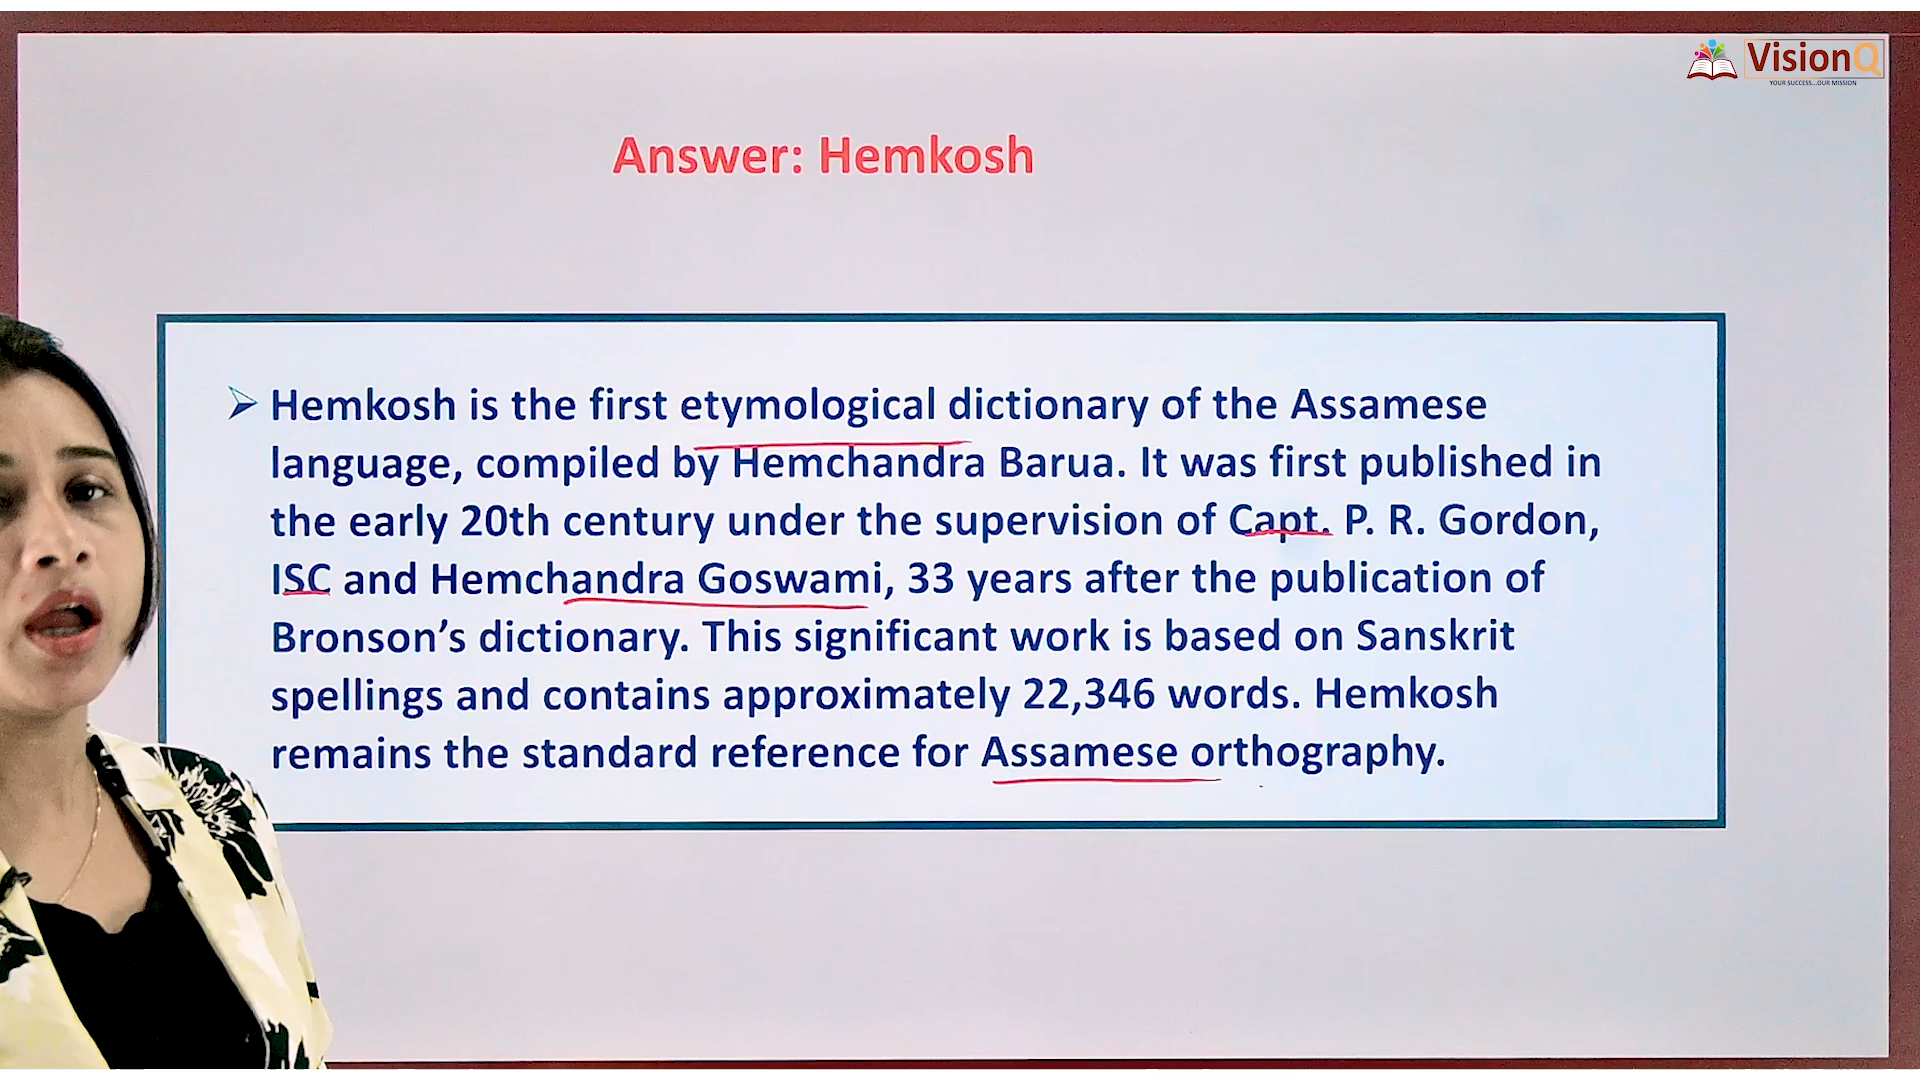 VisionQ
YOUR SUCCESS...OUR MISSION
Answer: Hemkosh
Hemkosh is the first etymological dictionary of the Assamese
language, compiled by Hemchandra Barua. It was first published in
the early 20th century under the supervision of Capt. P. R. Gordon,
ISC and Hemchandra Goswami, 33 years after the publication of
Bronson’s dictionary. This significant work is based on Sanskrit
spellings and contains approximately 22,346 words. Hemkosh
remains the standard reference for Assamese orthography.